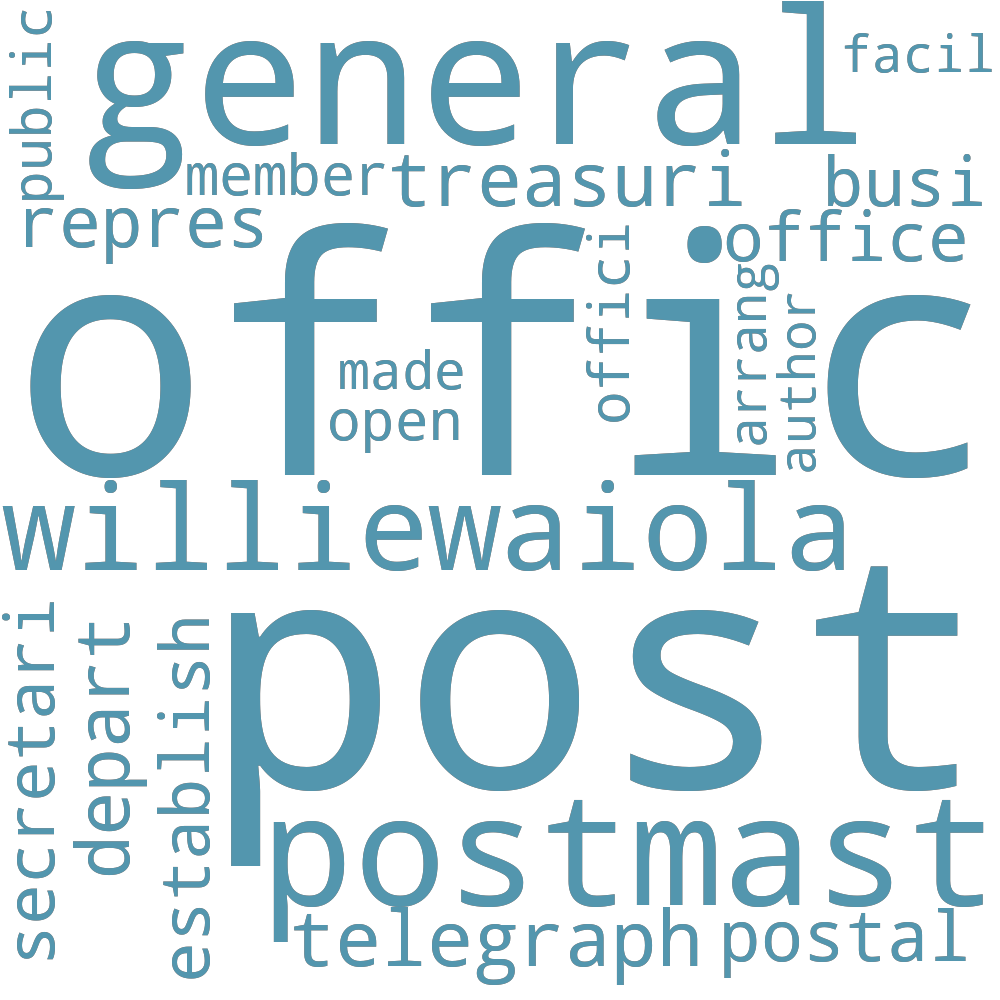 public
general
facil
member
treasuri
busi
repres
office
offic
offici
arrang
author
made
open
williewaiola
post
secretari
depart
establish
postmast
telegraph
postal